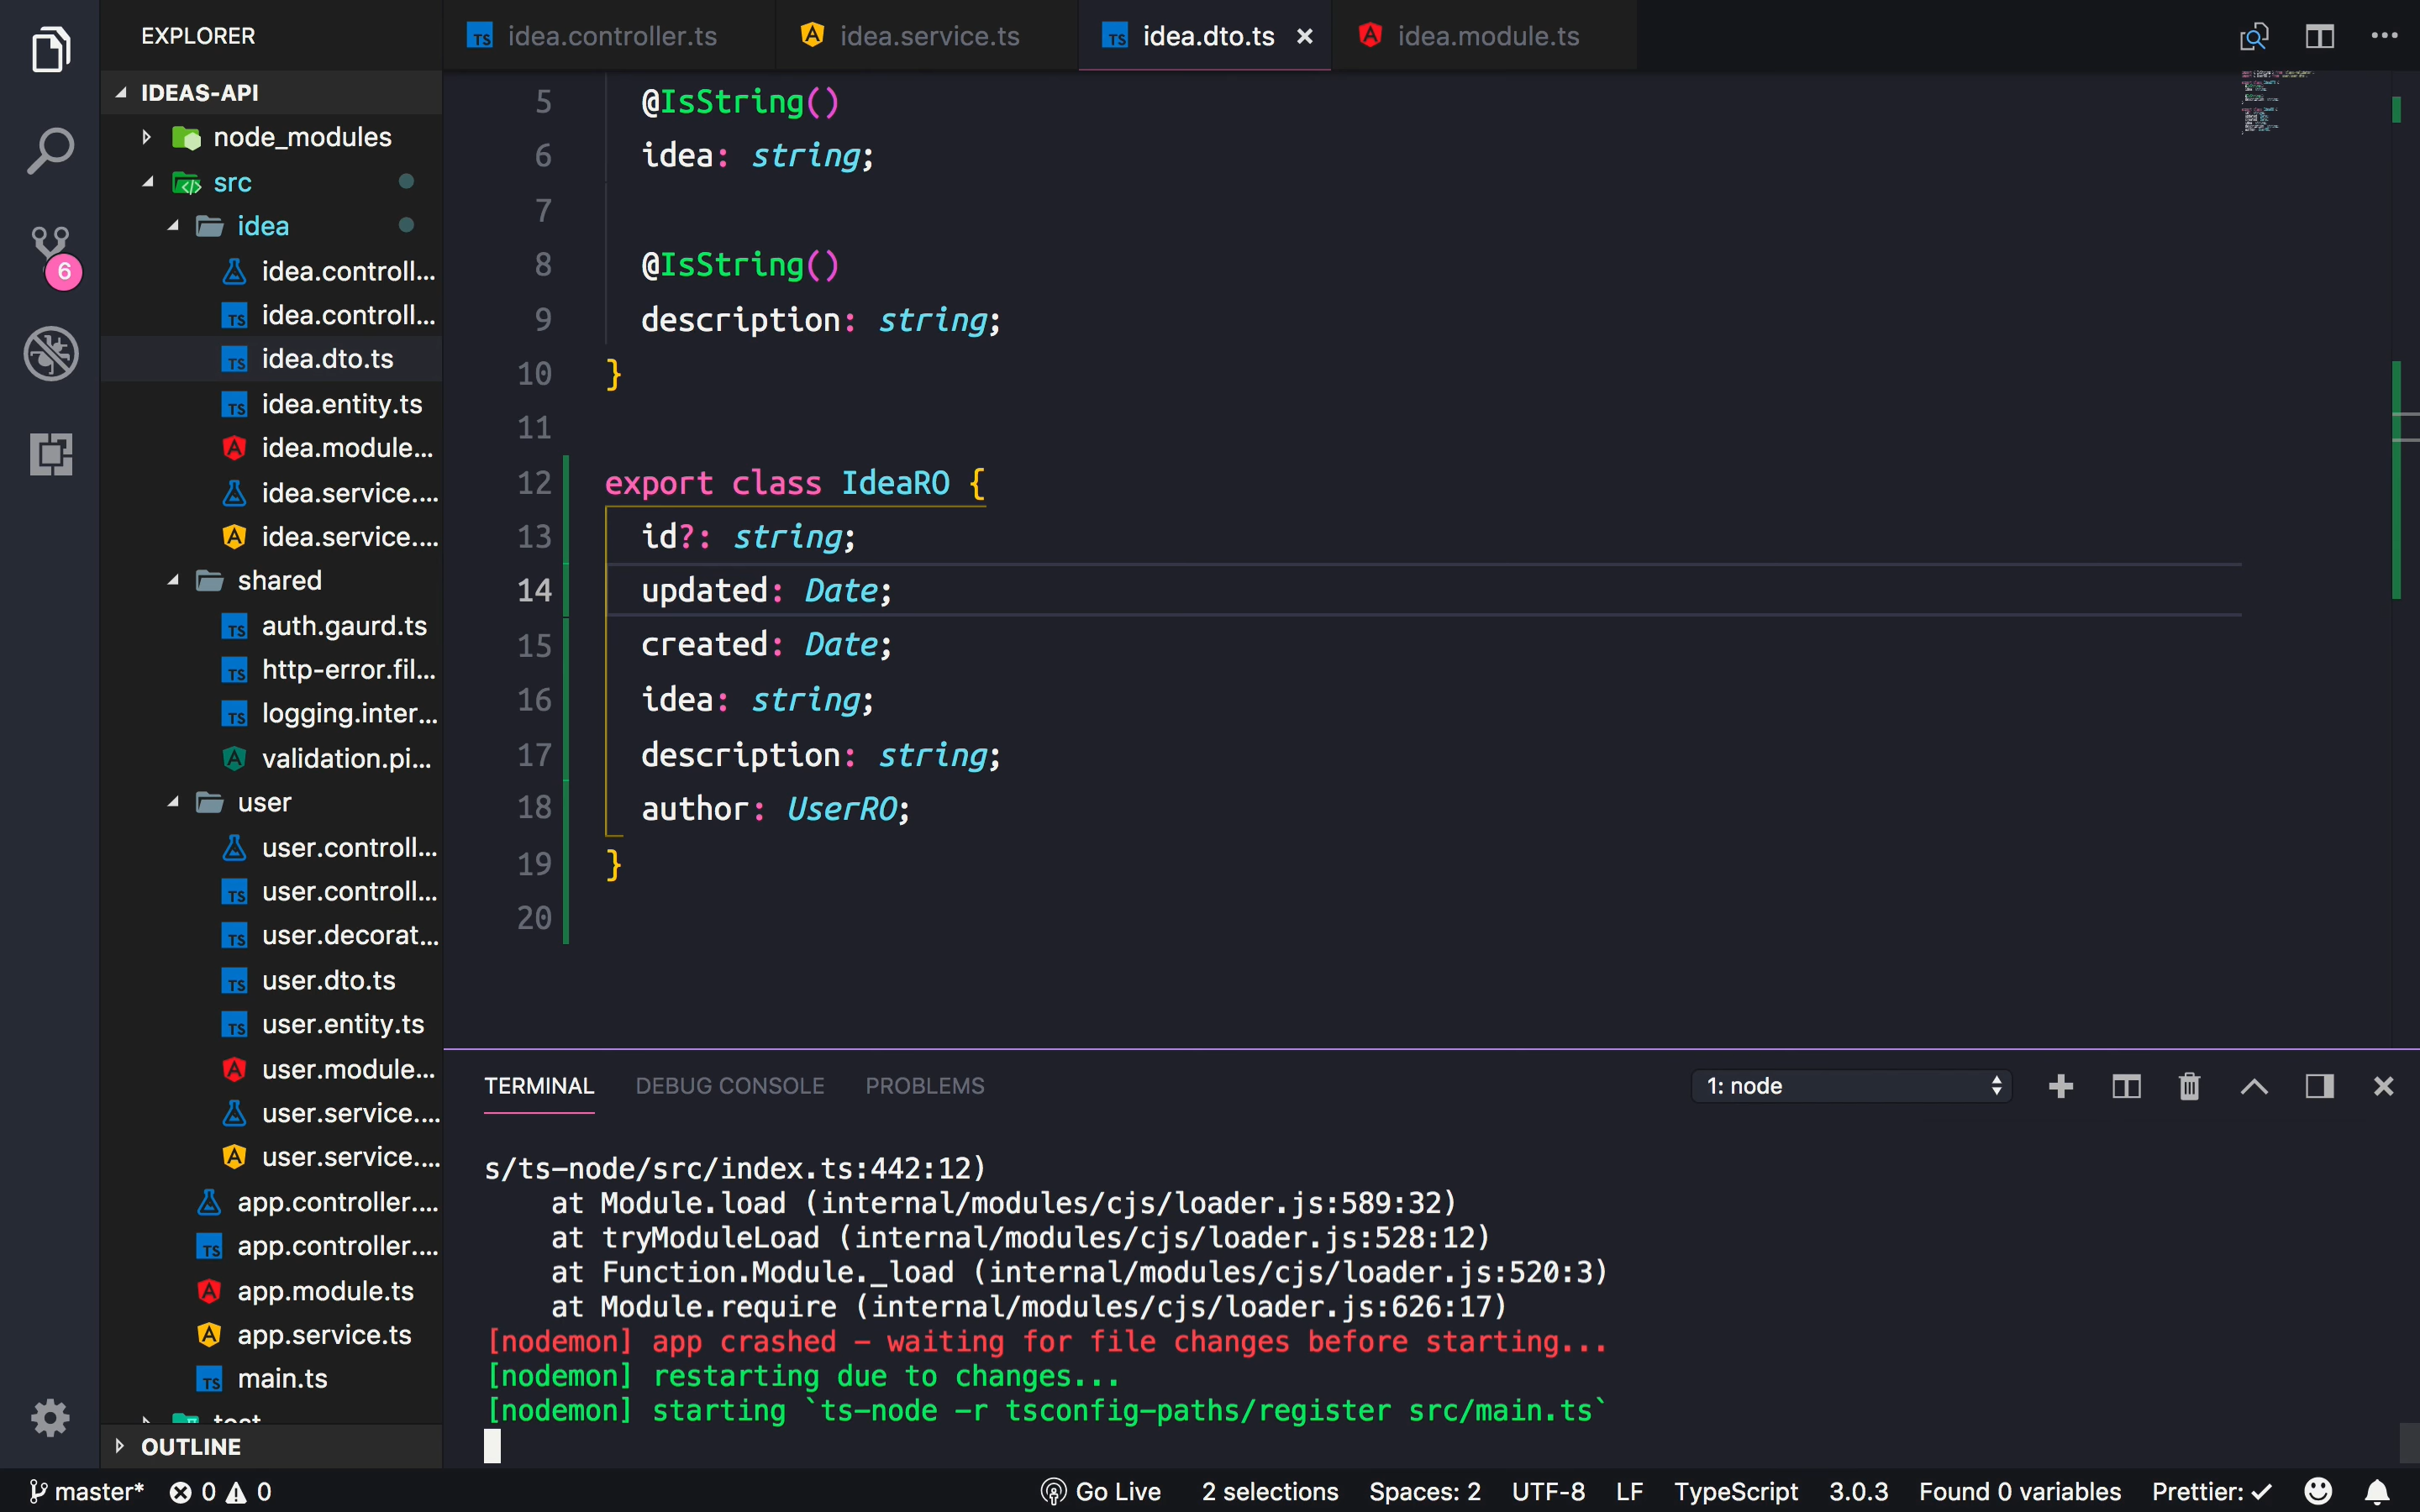 EXPLORER
IDEAS-API
node_modules
src
idea
idea.controll...
idea.controll...
idea.dto.ts
idea.entity.ts
idea.module...
idea.service....
idea.service....
shared
auth.gaurd.ts
http-error.fil...
logging.inter...
validation.pi...
user
user.controll...
user.controll...
user.decorat...
user.dto.ts
user.entity.ts
user.module...
user.service....
user.service....
app.controller....
app.controller....
app.module.ts
app.service.ts
main.ts
test
OUTLINE
6
TS idea.controller.ts
idea.service.ts
TS idea.dto.ts ×
idea.module.ts
5 @IsString()
6 idea: string;
7
8 @IsString()
9 description: string;
10 }
11
12 export class IdeaRO {
13 id?: string;
14 updated: Date;
15 created: Date;
16 idea: string;
17 description: string;
18 author: UserRO;
19 }
20
TERMINAL DEBUG CONSOLE PROBLEMS 1: node
s/ts-node/src/index.ts:442:12)
at Module.load (internal/modules/cjs/loader.js:589:32)
at tryModuleLoad (internal/modules/cjs/loader.js:528:12)
at Function.Module._load (internal/modules/cjs/loader.js:520:3)
at Module.require (internal/modules/cjs/loader.js:626:17)
[nodemon] app crashed - waiting for file changes before starting...
[nodemon] restarting due to changes...
[nodemon] starting `ts-node -r tsconfig-paths/register src/main.ts`
master* 0 0 Go Live 2 selections Spaces: 2 UTF-8 LF TypeScript 3.0.3 Found 0 variables Prettier: ✓